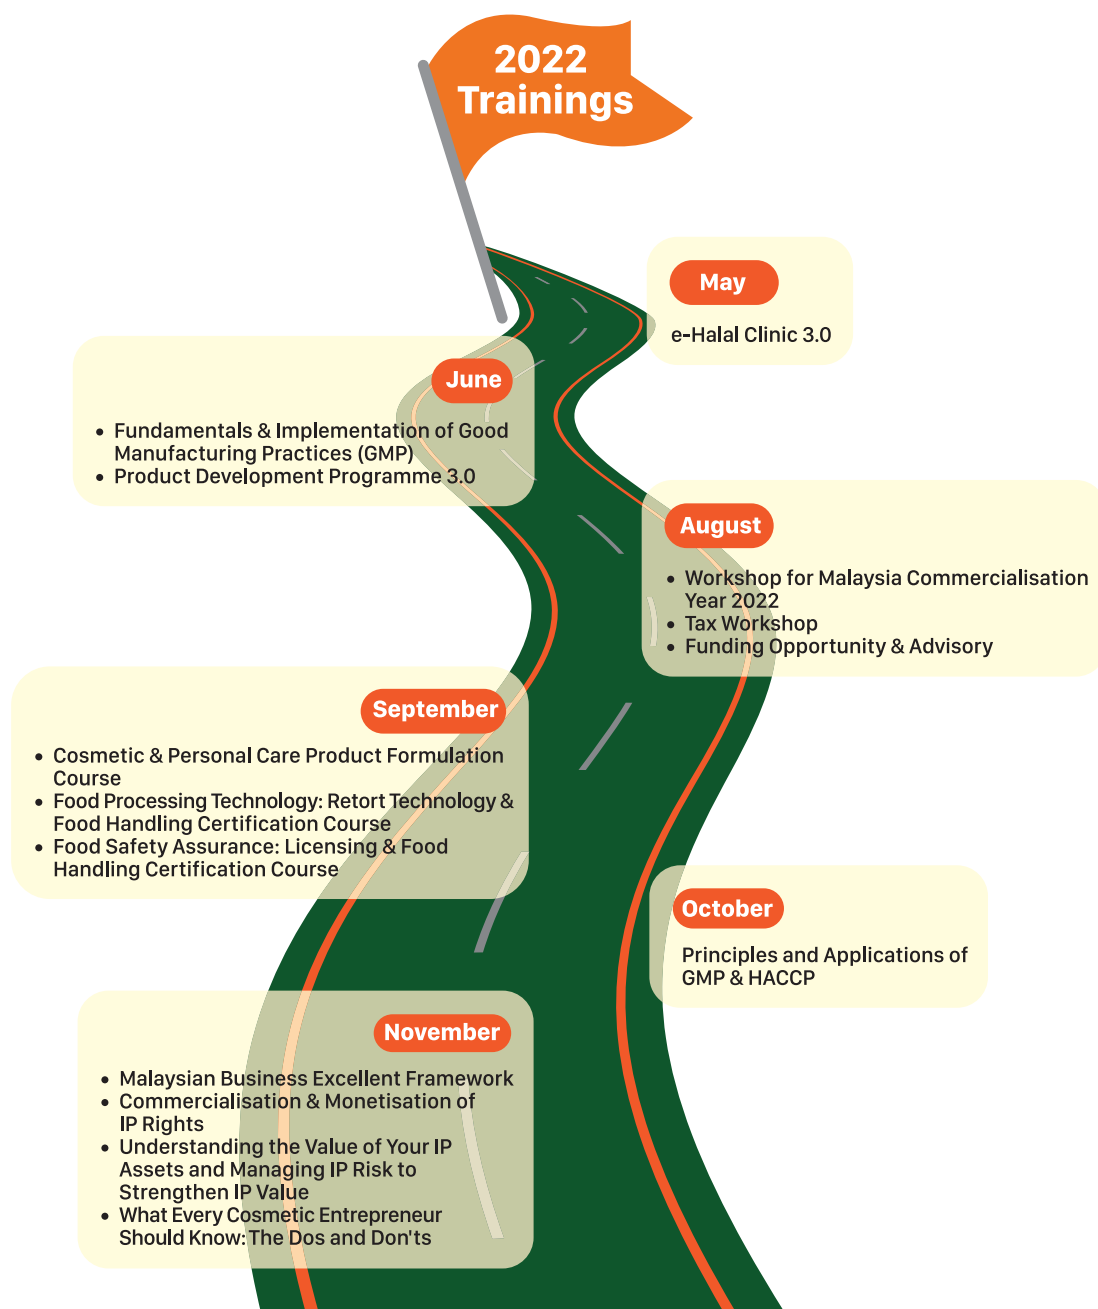 2022
Trainings
May
e-Halal Clinic 3.0
June
• Fundamentals & Implementation of Good
Manufacturing Practices (GMP)
• Product Development Programme 3.0
August
• Workshop for Malaysia Commercialisation
Year 2022
• Tax Workshop
• Funding Opportunity & Advisory
September
• Cosmetic & Personal Care Product Formulation
Course
• Food Processing Technology: Retort Technology &
Food Handling Certification Course
• Food Safety Assurance: Licensing & Food
Handling Certification Course
October
Principles and Applications of
GMP & HACCP
November
• Malaysian Business Excellent Framework
• Commercialisation & Monetisation of
IP Rights
• Understanding the Value of Your IP
Assets and Managing IP Risk to
Strengthen IP Value
• What Every Cosmetic Entrepreneur
Should Know: The Dos and Don'ts